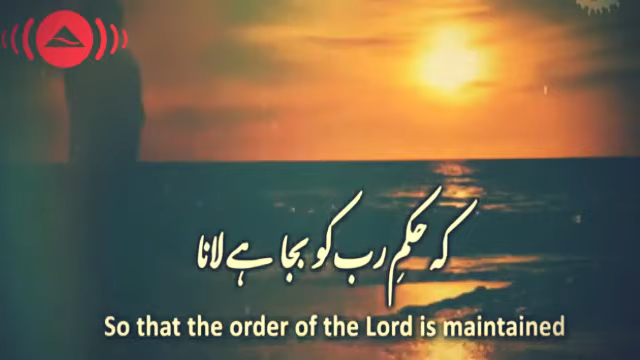 کہ حکمِ رب کو بجا ہے لانا
So that the order of the Lord is maintained